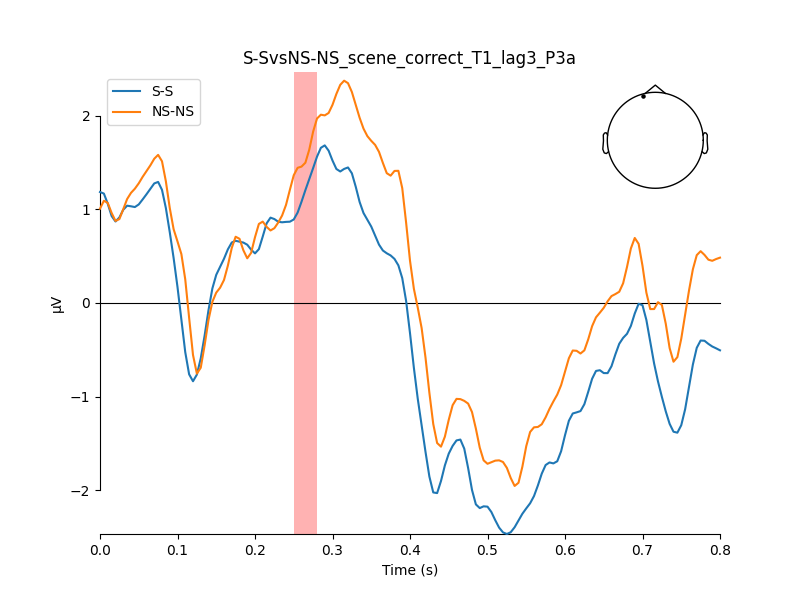 S-SvsNS-NS_scene_correct_T1_lag3_P3a
S-S
NS-NS
2
1
0
−1
−2
µV
0.0 0.1 0.2 0.3 0.4 0.5 0.6 0.7 0.8
Time (s)